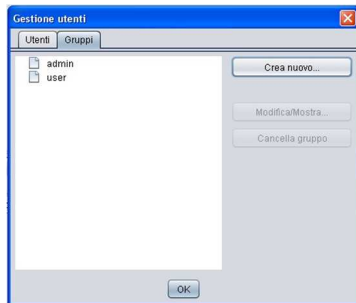 Gestione utenti
Utenti Gruppi
admin
user
Crea nuovo...
Modifica/Mostra...
Cancella gruppo
OK